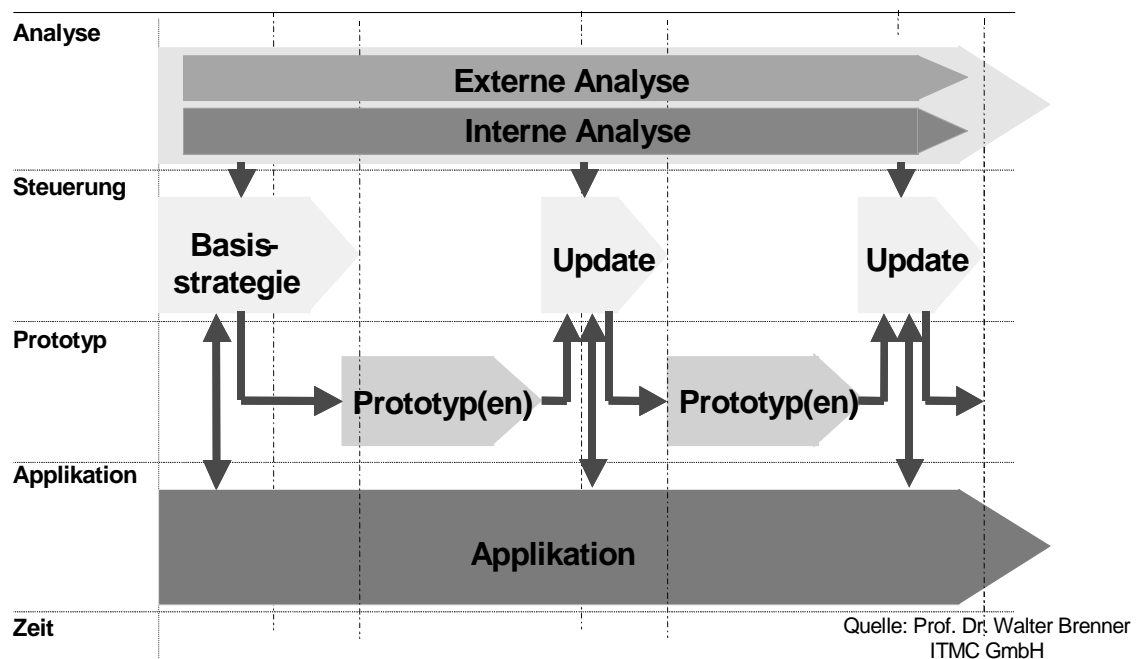 Analyse
Externe Analyse
Interne Analyse
Steuerung
Basis-
strategie
Update
Update
Prototyp
Prototyp(en)
Prototyp(en)
Applikation
Applikation
Zeit
Quelle: Prof. Dr. Walter Brenner
ITMC GmbH